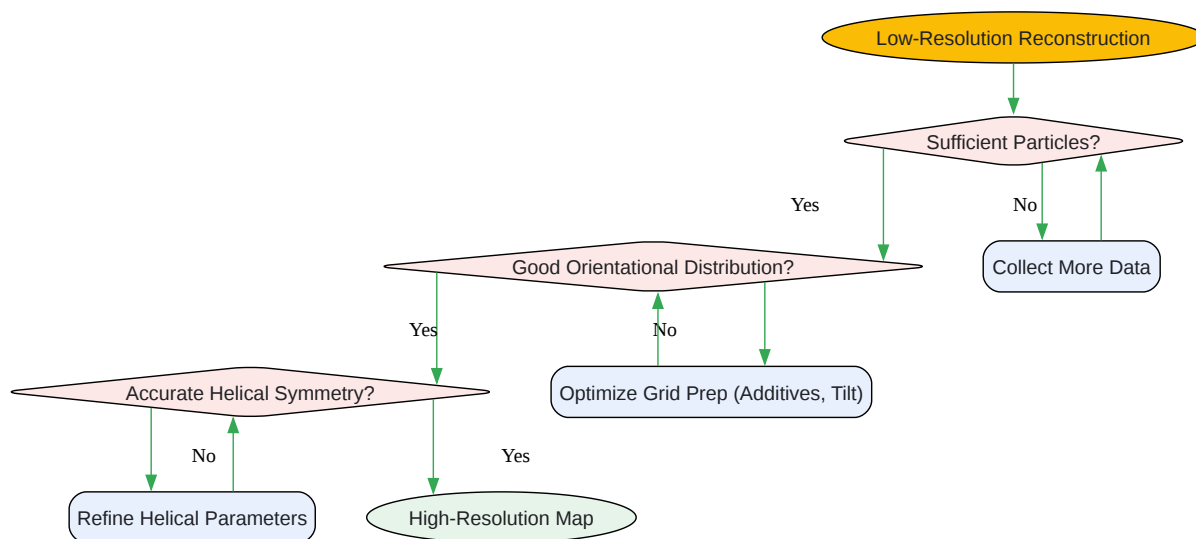 Low-Resolution Reconstruction
Sufficient Particles?
Yes
No
Good Orientational Distribution?
Collect More Data
Yes
No
Accurate Helical Symmetry?
Optimize Grid Prep (Additives, Tilt)
No
Yes
Refine Helical Parameters
High-Resolution Map